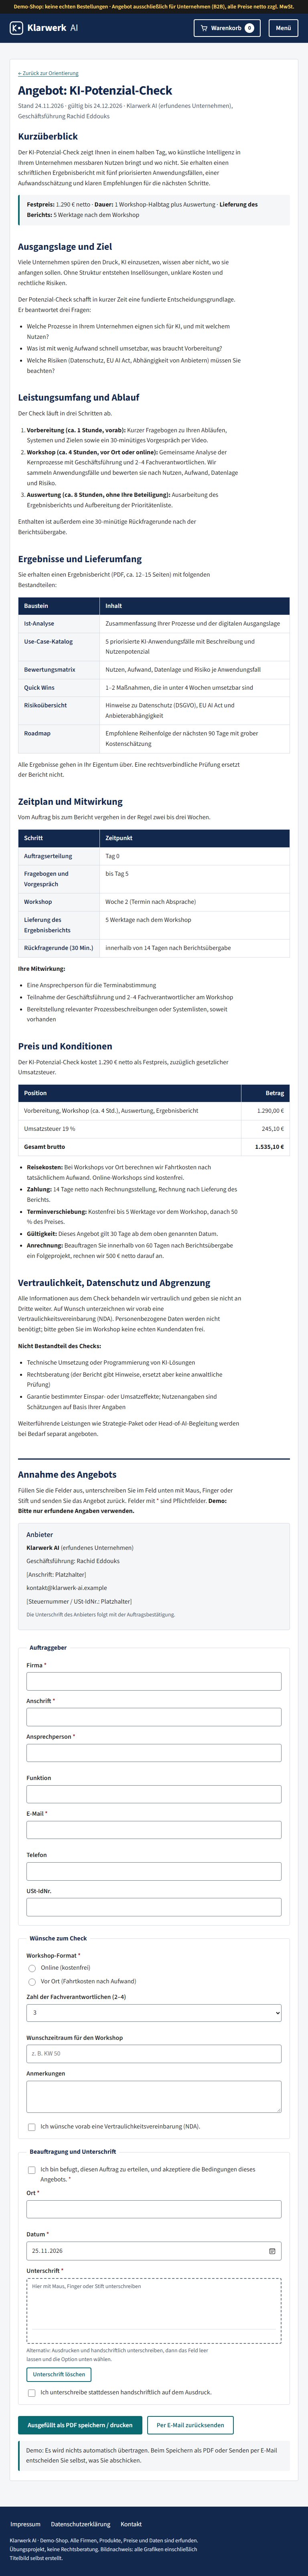 Demo-Shop: keine echten Bestellungen · Angebot ausschließlich für Unternehmen (B2B), alle Preise netto zzgl. MwSt.
Klarwerk AI
Warenkorb 0
Menü
← Zurück zur Orientierung
Angebot: KI-Potenzial-Check
Stand 24.11.2026 · gültig bis 24.12.2026 · Klarwerk AI (erfundenes Unternehmen),
Geschäftsführung Rachid Eddouks
Kurzüberblick
Der KI-Potenzial-Check zeigt Ihnen in einem halben Tag, wo künstliche Intelligenz in
Ihrem Unternehmen messbaren Nutzen bringt und wo nicht. Sie erhalten einen
schriftlichen Ergebnisbericht mit fünf priorisierten Anwendungsfällen, einer
Aufwandsschätzung und klaren Empfehlungen für die nächsten Schritte.
Festpreis: 1.290 € netto · Dauer: 1 Workshop-Halbtag plus Auswertung · Lieferung des
Berichts: 5 Werktage nach dem Workshop
Ausgangslage und Ziel
Viele Unternehmen spüren den Druck, KI einzusetzen, wissen aber nicht, wo sie
anfangen sollen. Ohne Struktur entstehen Insellösungen, unklare Kosten und
rechtliche Risiken.
Der Potenzial-Check schafft in kurzer Zeit eine fundierte Entscheidungsgrundlage.
Er beantwortet drei Fragen:
• Welche Prozesse in Ihrem Unternehmen eignen sich für KI, und mit welchem
Nutzen?
• Was ist mit wenig Aufwand schnell umsetzbar, was braucht Vorbereitung?
• Welche Risiken (Datenschutz, EU AI Act, Abhängigkeit von Anbietern) müssen Sie
beachten?
Leistungsumfang und Ablauf
Der Check läuft in drei Schritten ab.
1. Vorbereitung (ca. 1 Stunde, vorab): Kurzer Fragebogen zu Ihren Abläufen,
Systemen und Zielen sowie ein 30-minütiges Vorgespräch per Video.
2. Workshop (ca. 4 Stunden, vor Ort oder online): Gemeinsame Analyse der
Kernprozesse mit Geschäftsführung und 2–4 Fachverantwortlichen. Wir
sammeln Anwendungsfälle und bewerten sie nach Nutzen, Aufwand, Datenlage
und Risiko.
3. Auswertung (ca. 8 Stunden, ohne Ihre Beteiligung): Ausarbeitung des
Ergebnisberichts und Aufbereitung der Prioritätenliste.
Enthalten ist außerdem eine 30-minütige Rückfragerunde nach der
Berichtsübergabe.
Ergebnisse und Lieferumfang
Sie erhalten einen Ergebnisbericht (PDF, ca. 12–15 Seiten) mit folgenden
Bestandteilen:
Baustein Inhalt
Ist-Analyse Zusammenfassung Ihrer Prozesse und der digitalen Ausgangslage
Use-Case-Katalog 5 priorisierte KI-Anwendungsfälle mit Beschreibung und
Nutzenpotenzial
Bewertungsmatrix Nutzen, Aufwand, Datenlage und Risiko je Anwendungsfall
Quick Wins 1–2 Maßnahmen, die in unter 4 Wochen umsetzbar sind
Risikoübersicht Hinweise zu Datenschutz (DSGVO), EU AI Act und
Anbieterabhängigkeit
Roadmap Empfohlene Reihenfolge der nächsten 90 Tage mit grober
Kostenschätzung
Alle Ergebnisse gehen in Ihr Eigentum über. Eine rechtsverbindliche Prüfung ersetzt
der Bericht nicht.
Zeitplan und Mitwirkung
Vom Auftrag bis zum Bericht vergehen in der Regel zwei bis drei Wochen.
Schritt Zeitpunkt
Auftragserteilung Tag 0
Fragebogen und bis Tag 5
Vorgespräch
Workshop Woche 2 (Termin nach Absprache)
Lieferung des 5 Werktage nach dem Workshop
Ergebnisberichts
Rückfragerunde (30 Min.) innerhalb von 14 Tagen nach Berichtsübergabe
Ihre Mitwirkung:
• Eine Ansprechperson für die Terminabstimmung
• Teilnahme der Geschäftsführung und 2–4 Fachverantwortlicher am Workshop
• Bereitstellung relevanter Prozessbeschreibungen oder Systemlisten, soweit
vorhanden
Preis und Konditionen
Der KI-Potenzial-Check kostet 1.290 € netto als Festpreis, zuzüglich gesetzlicher
Umsatzsteuer.
Position Betrag
Vorbereitung, Workshop (ca. 4 Std.), Auswertung, Ergebnisbericht 1.290,00 €
Umsatzsteuer 19 % 245,10 €
Gesamt brutto 1.535,10 €
• Reisekosten: Bei Workshops vor Ort berechnen wir Fahrtkosten nach
tatsächlichem Aufwand. Online-Workshops sind kostenfrei.
• Zahlung: 14 Tage netto nach Rechnungsstellung, Rechnung nach Lieferung des
Berichts.
• Terminverschiebung: Kostenfrei bis 5 Werktage vor dem Workshop, danach 50
% des Preises.
• Gültigkeit: Dieses Angebot gilt 30 Tage ab dem oben genannten Datum.
• Anrechnung: Beauftragen Sie innerhalb von 60 Tagen nach Berichtsübergabe
ein Folgeprojekt, rechnen wir 500 € netto darauf an.
Vertraulichkeit, Datenschutz und Abgrenzung
Alle Informationen aus dem Check behandeln wir vertraulich und geben sie nicht an
Dritte weiter. Auf Wunsch unterzeichnen wir vorab eine
Vertraulichkeitsvereinbarung (NDA). Personenbezogene Daten werden nicht
benötigt; bitte geben Sie im Workshop keine echten Kundendaten frei.
Nicht Bestandteil des Checks:
• Technische Umsetzung oder Programmierung von KI-Lösungen
• Rechtsberatung (der Bericht gibt Hinweise, ersetzt aber keine anwaltliche
Prüfung)
• Garantie bestimmter Einspar- oder Umsatzeffekte; Nutzenangaben sind
Schätzungen auf Basis Ihrer Angaben
Weiterführende Leistungen wie Strategie-Paket oder Head-of-AI-Begleitung werden
bei Bedarf separat angeboten.
Annahme des Angebots
Füllen Sie die Felder aus, unterschreiben Sie im Feld unten mit Maus, Finger oder
Stift und senden Sie das Angebot zurück. Felder mit * sind Pflichtfelder. Demo:
Bitte nur erfundene Angaben verwenden.
Anbieter
Klarwerk AI (erfundenes Unternehmen)
Geschäftsführung: Rachid Eddouks
[Anschrift: Platzhalter]
kontakt@klarwerk-ai.example
[Steuernummer / USt-IdNr.: Platzhalter]
Die Unterschrift des Anbieters folgt mit der Auftragsbestätigung.
Auftraggeber
Firma *
Anschrift *
Ansprechperson *
Funktion
E-Mail *
Telefon
USt-IdNr.
Wünsche zum Check
Workshop-Format *
Online (kostenfrei)
Vor Ort (Fahrtkosten nach Aufwand)
Zahl der Fachverantwortlichen (2–4)
3
Wunschzeitraum für den Workshop
z. B. KW 50
Anmerkungen
Ich wünsche vorab eine Vertraulichkeitsvereinbarung (NDA).
Beauftragung und Unterschrift
Ich bin befugt, diesen Auftrag zu erteilen, und akzeptiere die Bedingungen dieses
Angebots. *
Ort *
Datum *
25.11.2026
Unterschrift *
Hier mit Maus, Finger oder Stift unterschreiben
Alternativ: Ausdrucken und handschriftlich unterschreiben, dann das Feld leer
lassen und die Option unten wählen.
Unterschrift löschen
Ich unterschreibe stattdessen handschriftlich auf dem Ausdruck.
Ausgefüllt als PDF speichern / drucken
Per E-Mail zurücksenden
Demo: Es wird nichts automatisch übertragen. Beim Speichern als PDF oder Senden per E-Mail
entscheiden Sie selbst, was Sie abschicken.
Impressum Datenschutzerklärung Kontakt
Klarwerk AI · Demo-Shop. Alle Firmen, Produkte, Preise und Daten sind erfunden.
Übungsprojekt, keine Rechtsberatung. Bildnachweis: alle Grafiken einschließlich
Titelbild selbst erstellt.